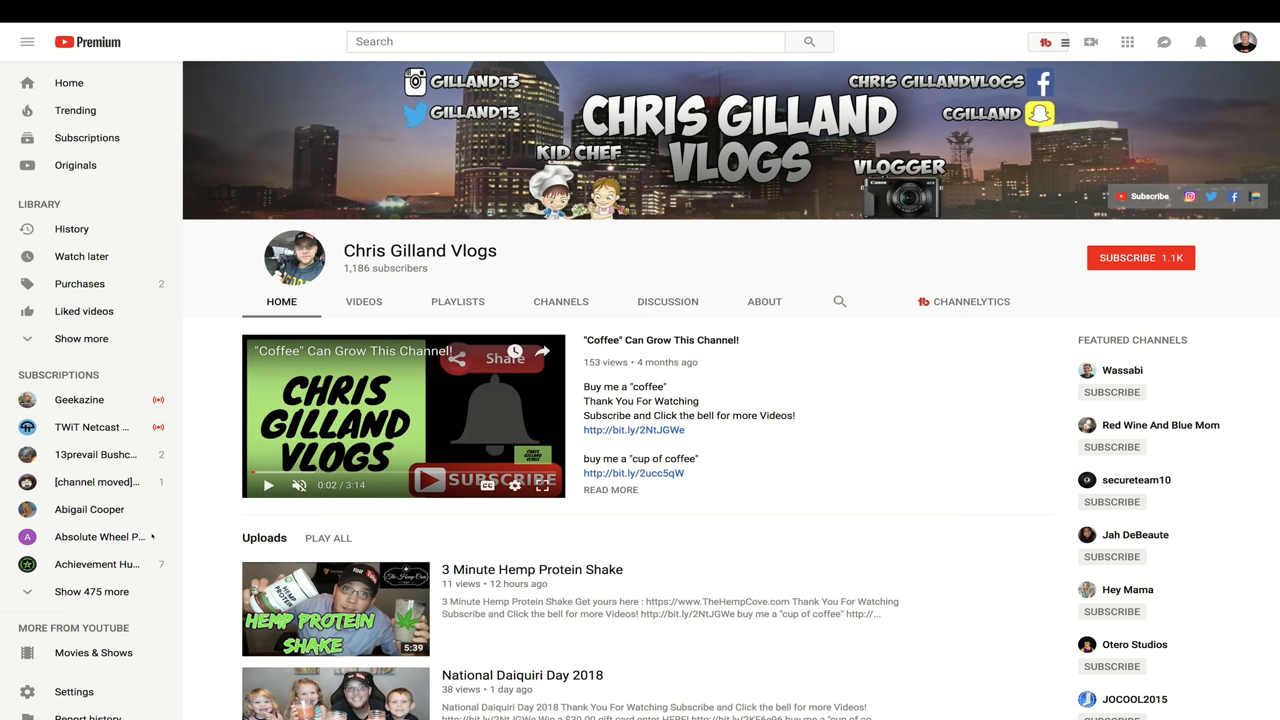 Premium
Search
Home
Trending
Subscriptions
Originals
LIBRARY
History
Watch later
Purchases 2
Liked videos
Show more
SUBSCRIPTIONS
Geekazine
TWiT Netcast ...
13prevail Bushc... 2
[channel moved]... 1
Abigail Cooper
A Absolute Wheel P...
Achievement Hu... 7
Show 475 more
MORE FROM YOUTUBE
Movies & Shows
Settings
Report history
GILLAND13
GILLAND13
CHRIS GILLAND
VLOGS
CHRIS GILLANDVLOGS
CGILLAND
KID CHEF
VLOGGER
Canon
Subscribe
Chris Gilland Vlogs
1,186 subscribers
SUBSCRIBE 1.1K
HOME VIDEOS PLAYLISTS CHANNELS DISCUSSION ABOUT tb CHANNELYTICS
"Coffee" Can Grow This Channel!
Share
CHRIS
GILLAND
VLOGS
SUBSCRIBE
0:02 / 3:14
"Coffee" Can Grow This Channel!
153 views • 4 months ago
Buy me a "coffee"
Thank You For Watching
Subscribe and Click the bell for more Videos!
http://bit.ly/2NtJGWe
buy me a "cup of coffee"
http://bit.ly/2ucc5qW
READ MORE
Uploads PLAY ALL
HEMP PROTEIN
SHAKE
5:39
3 Minute Hemp Protein Shake
11 views • 12 hours ago
3 Minute Hemp Protein Shake Get yours here : https://www.TheHempCove.com Thank You For Watching
Subscribe and Click the bell for more Videos! http://bit.ly/2NtJGWe buy me a "cup of coffee" http://...
National Daiquiri Day 2018
38 views • 1 day ago
National Daiquiri Day 2018 Thank You For Watching Subscribe and Click the bell for more Videos!
FEATURED CHANNELS
Wassabi
SUBSCRIBE
Red Wine And Blue Mom
SUBSCRIBE
secureteam10
SUBSCRIBE
Jah DeBeaute
SUBSCRIBE
Hey Mama
SUBSCRIBE
Otero Studios
SUBSCRIBE
JOCOOL2015